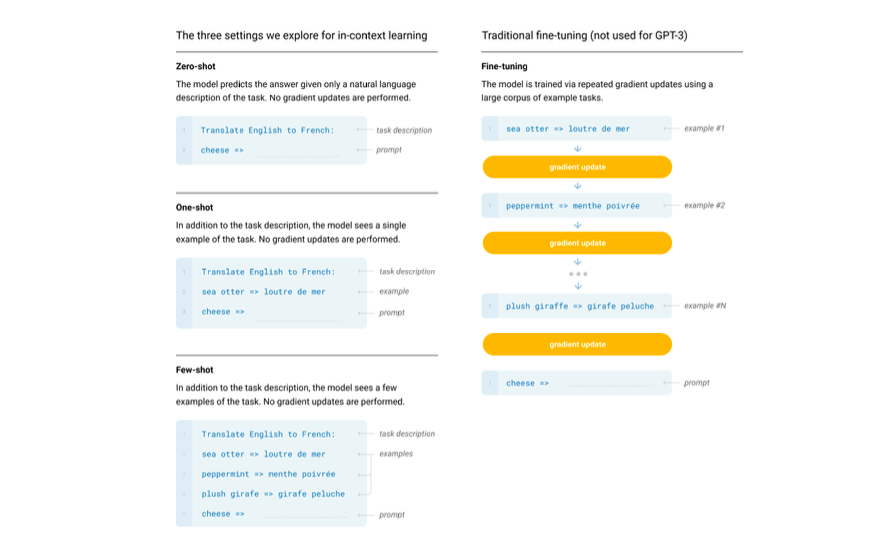 The three settings we explore for in-context learning
Zero-shot
The model predicts the answer given only a natural language
description of the task. No gradient updates are performed.
1 Translate English to French: task description
2 cheese => prompt
One-shot
In addition to the task description, the model sees a single
example of the task. No gradient updates are performed.
1 Translate English to French: task description
2 sea otter => loutre de mer example
3 cheese => prompt
Few-shot
In addition to the task description, the model sees a few
examples of the task. No gradient updates are performed.
Translate English to French: task description
sea otter => loutre de mer examples
peppermint => menthe poivrée
plush girafe => girafe peluche
cheese => prompt
Traditional fine-tuning (not used for GPT-3)
Fine-tuning
The model is trained via repeated gradient updates using a
large corpus of example tasks.
1 sea otter => loutre de mer example #1
gradient update
1 peppermint => menthe poivrée example #2
gradient update
1 plush giraffe => girafe peluche example #N
gradient update
1 cheese => prompt